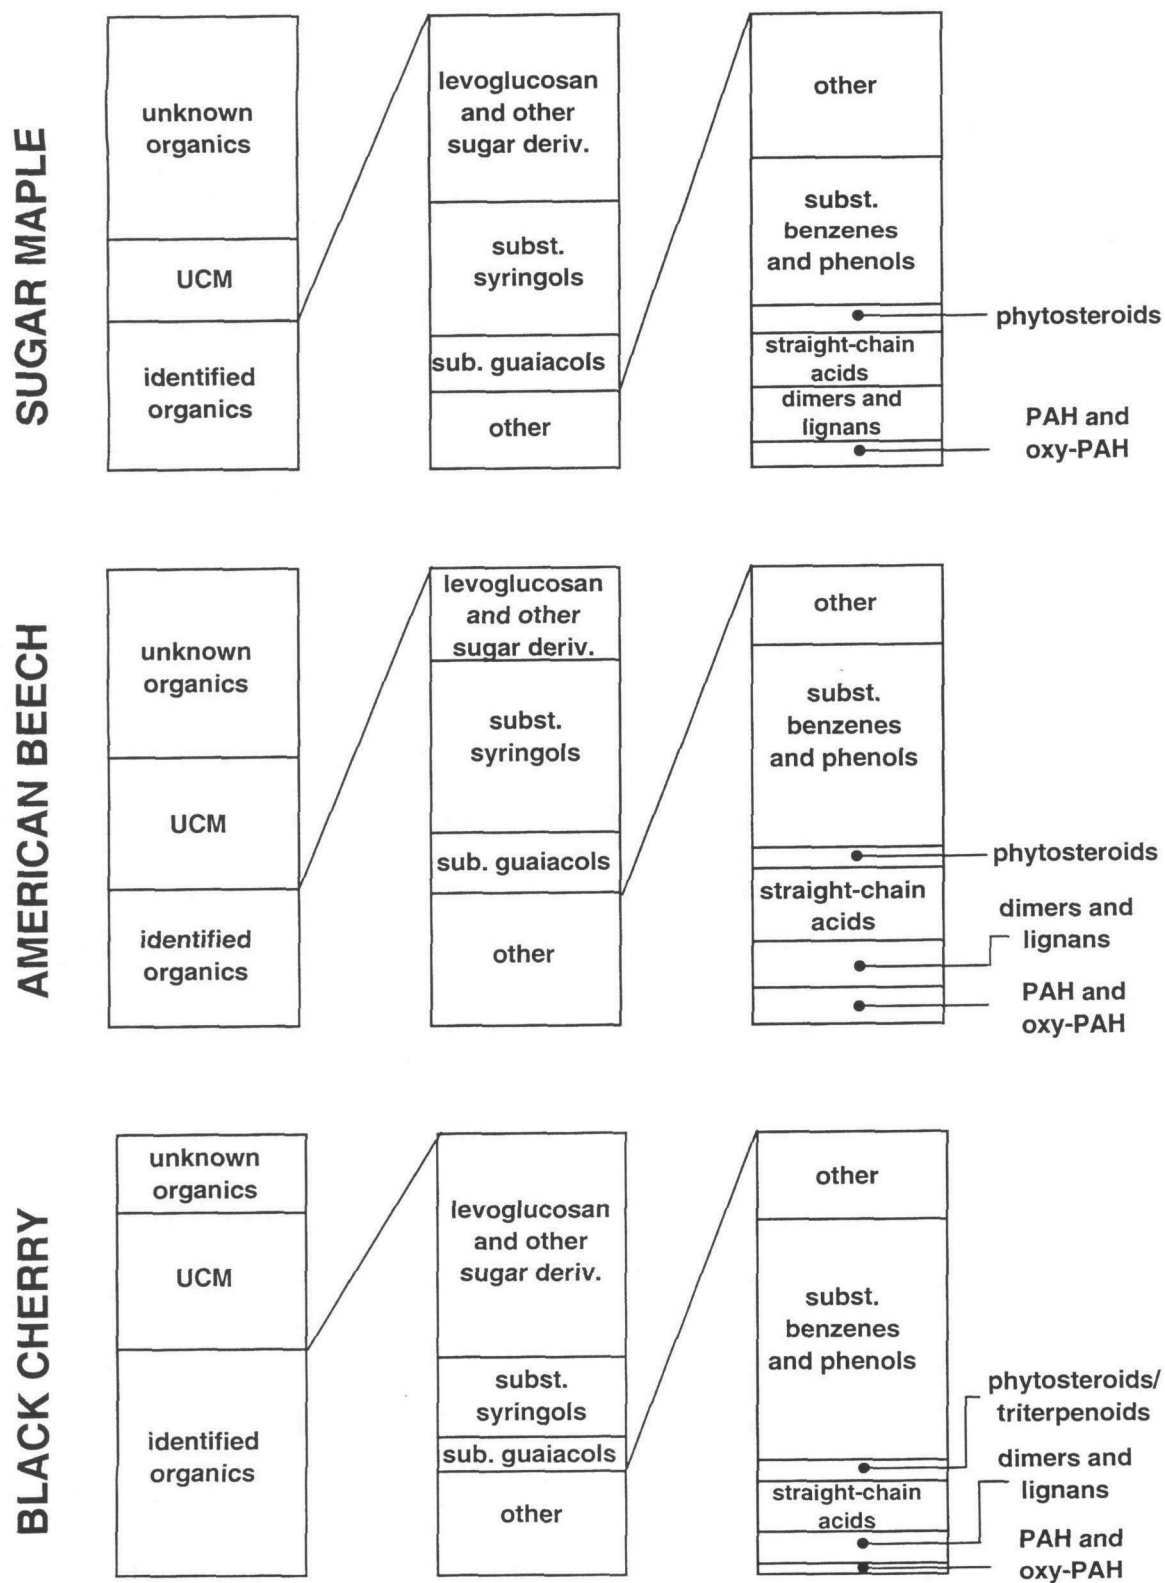 SUGAR MAPLE
unknown
organics
UCM
identified
organics
levoglucosan
and other
sugar deriv.
subst.
syringols
sub. guaiacols
other
other
subst.
benzenes
and phenols
phytosteroids
straight-chain
acids
dimers and
lignans
PAH and
oxy-PAH
AMERICAN BEECH
unknown
organics
UCM
identified
organics
levoglucosan
and other
sugar deriv.
subst.
syringols
sub. guaiacols
other
other
subst.
benzenes
and phenols
phytosteroids
straight-chain
acids
dimers and
lignans
PAH and
oxy-PAH
BLACK CHERRY
unknown
organics
UCM
identified
organics
levoglucosan
and other
sugar deriv.
subst.
syringols
sub. guaiacols
other
other
subst.
benzenes
and phenols
phytosteroids/
triterpenoids
straight-chain
acids
dimers and
lignans
PAH and
oxy-PAH